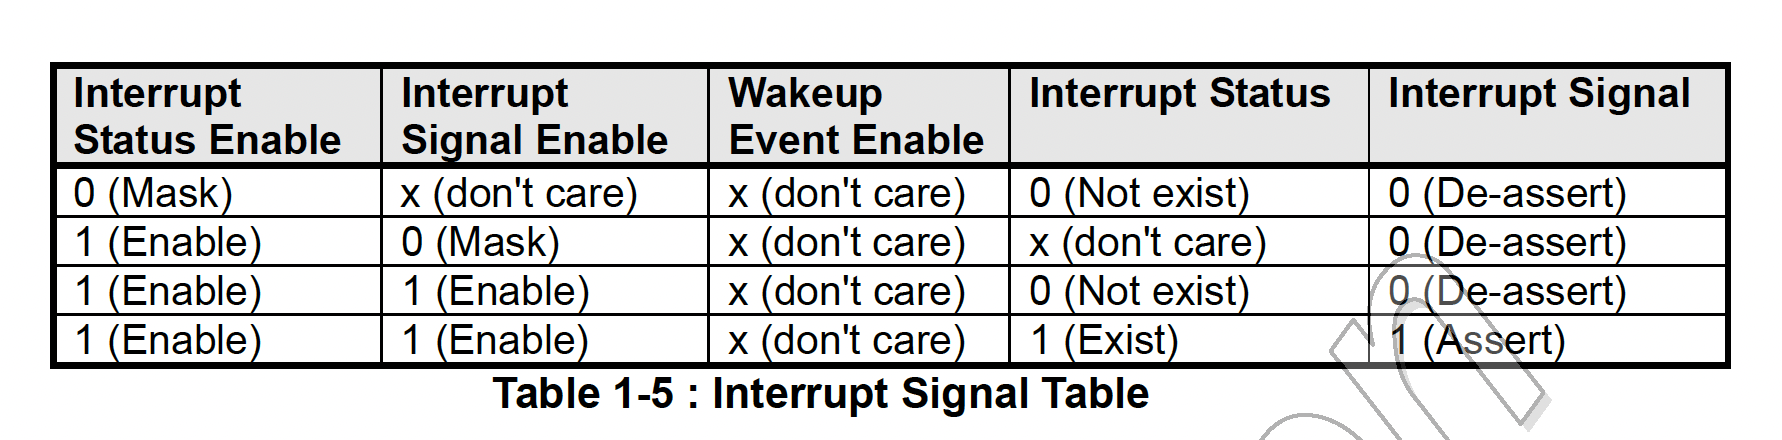 Interrupt Status Enable | Interrupt Signal Enable | Wakeup Event Enable | Interrupt Status | Interrupt Signal
0 (Mask) | x (don't care) | x (don't care) | 0 (Not exist) | 0 (De-assert)
1 (Enable) | 0 (Mask) | x (don't care) | x (don't care) | 0 (De-assert)
1 (Enable) | 1 (Enable) | x (don't care) | 0 (Not exist) | 0 (De-assert)
1 (Enable) | 1 (Enable) | x (don't care) | 1 (Exist) | 1 (Assert)
Table 1-5 : Interrupt Signal Table